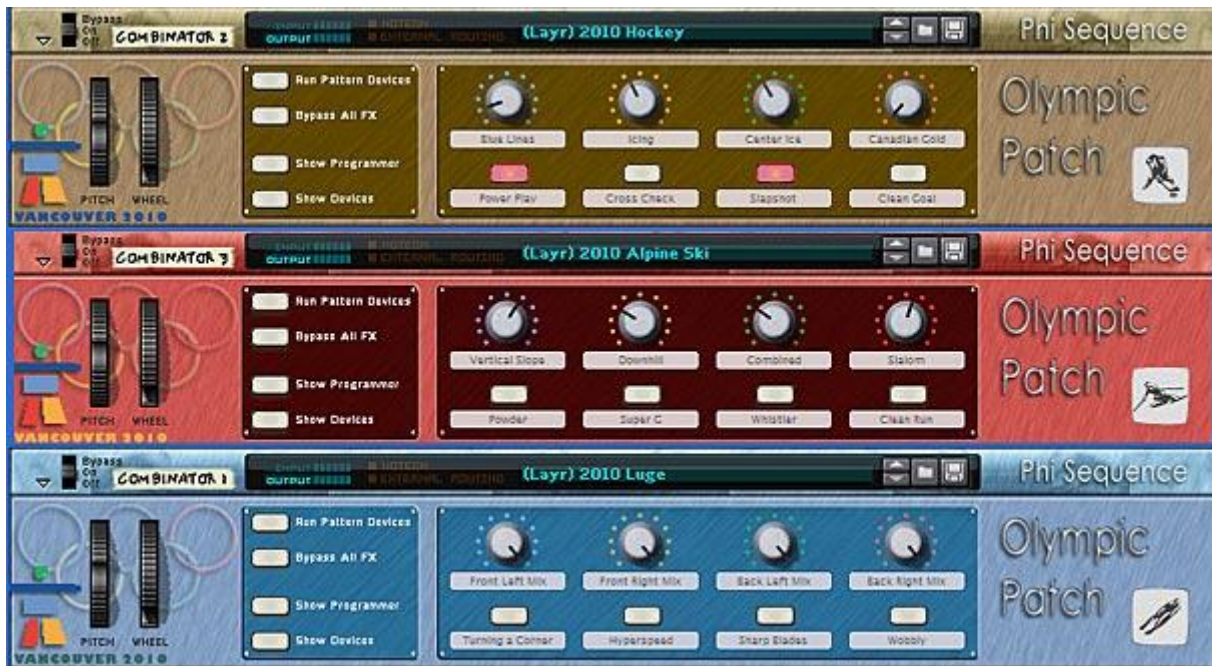 Bypass
On
Off
COMBINATOR 2
INPUT
OUTPUT
NOTE ON
EXTERNAL ROUTING
(Layr) 2010 Hockey
Phi Sequence
Run Pattern Devices
Bypass All FX
Show Programmer
Show Devices
PITCH WHEEL
VANCOUVER 2010
Blue Lines Icing Center Ice Canadian Gold
Power Play Cross Check Slapshot Clean Goal
Olympic
Patch
Bypass
On
Off
COMBINATOR 3
INPUT
OUTPUT
NOTE ON
EXTERNAL ROUTING
(Layr) 2010 Alpine Ski
Phi Sequence
Run Pattern Devices
Bypass All FX
Show Programmer
Show Devices
PITCH WHEEL
VANCOUVER 2010
Vertical Slope Downhill Combined Slalom
Powder Super G Whistler Clean Run
Olympic
Patch
Bypass
On
Off
COMBINATOR 1
INPUT
OUTPUT
NOTE ON
EXTERNAL ROUTING
(Layr) 2010 Luge
Phi Sequence
Run Pattern Devices
Bypass All FX
Show Programmer
Show Devices
PITCH WHEEL
VANCOUVER 2010
Front Left Mix Front Right Mix Back Left Mix Back Right Mix
Turning a Corner Hyperspeed Sharp Blades Wobbly
Olympic
Patch